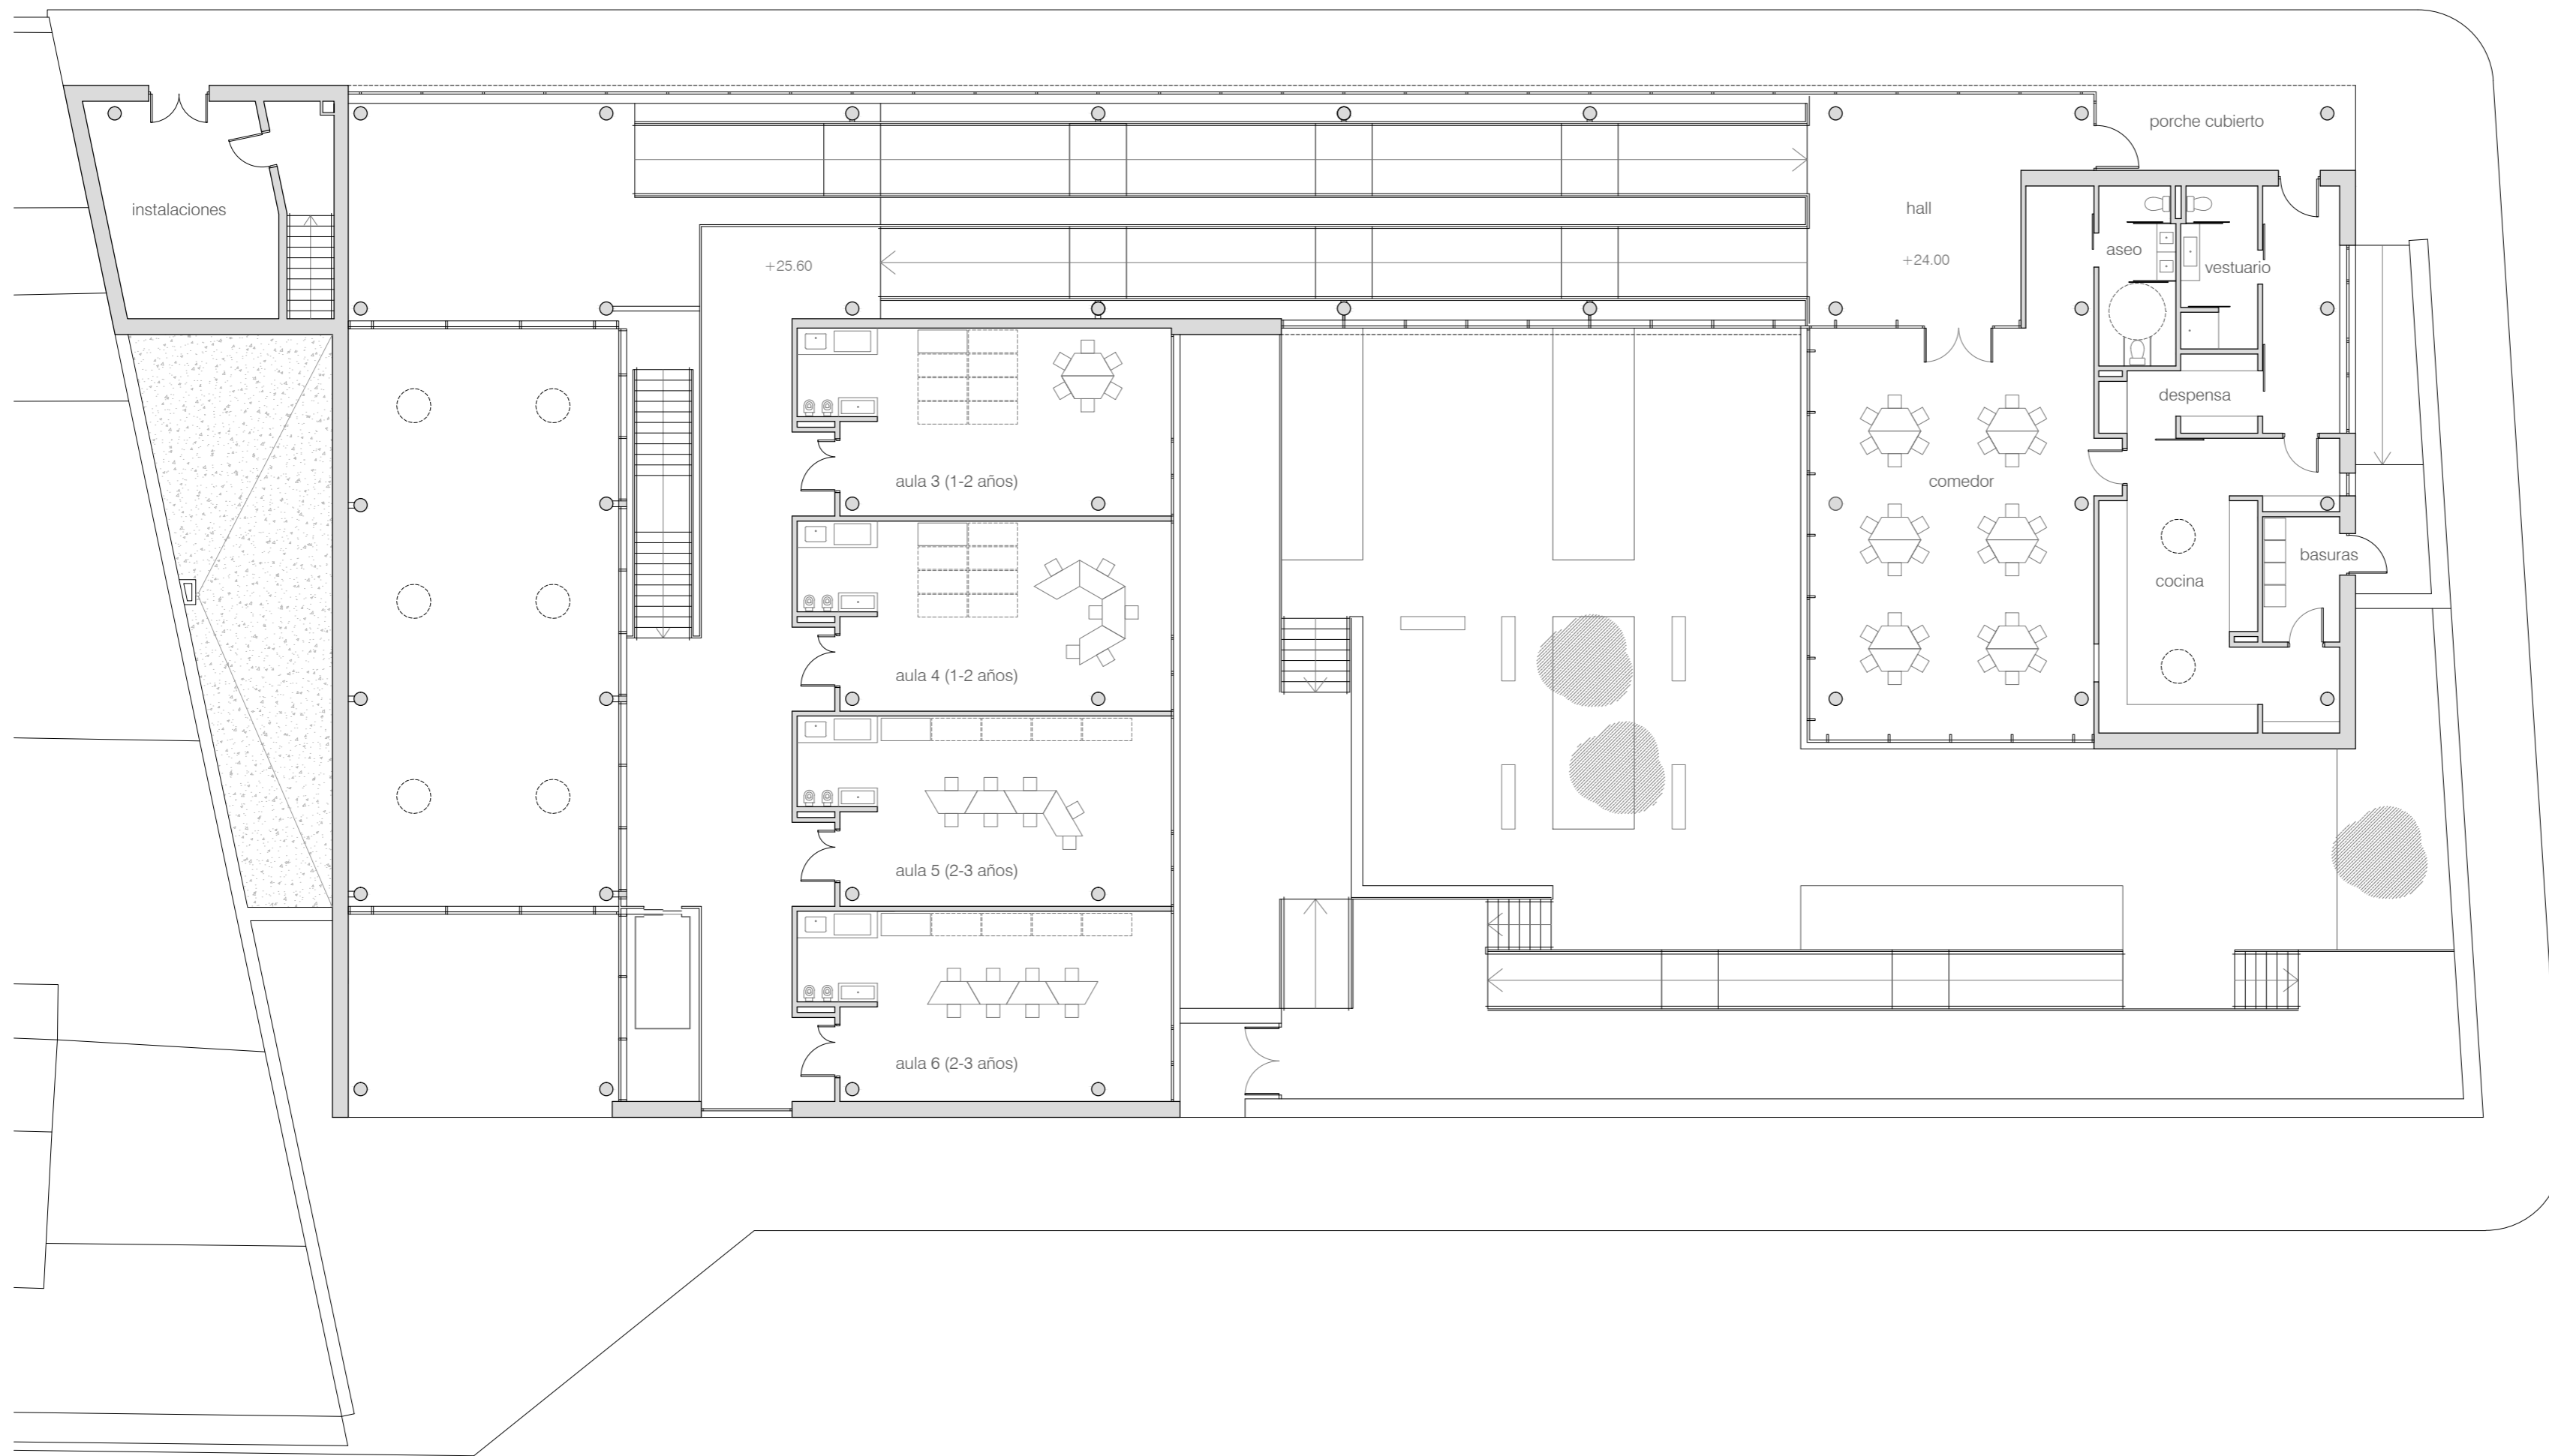 porche cubierto
instalaciones
hall
aseo
+25.60
+24.00
vestuario
despensa
aula 3 (1-2 años)
comedor
basuras
cocina
aula 4 (1-2 años)
aula 5 (2-3 años)
aula 6 (2-3 años)